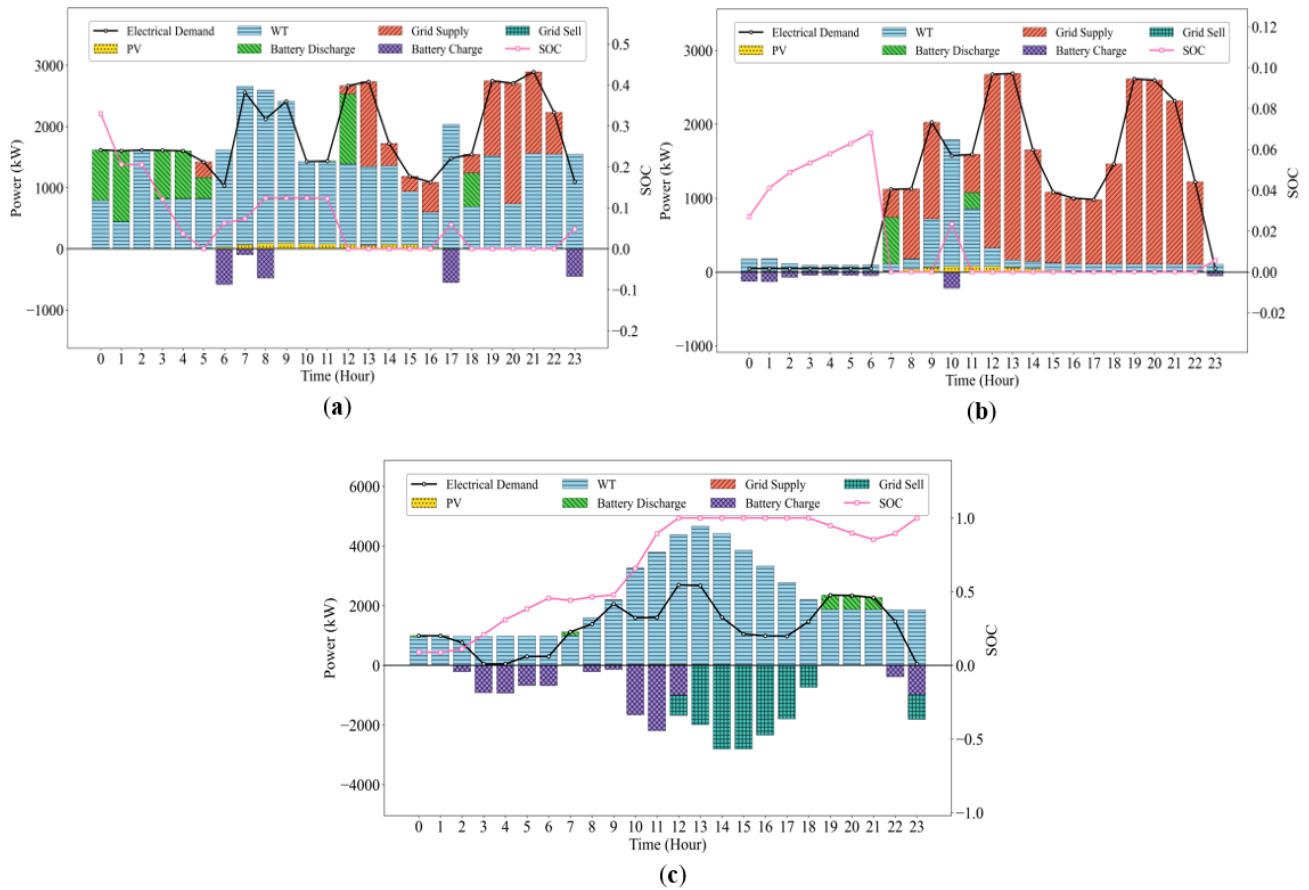 Electrical Demand WT Grid Supply Grid Sell
PV Battery Discharge Battery Charge SOC
3000
2000
1000
0
−1000
Power (kW)
0.5
0.4
0.3
0.2
0.1
0.0
−0.1
−0.2
SOC
0 1 2 3 4 5 6 7 8 9 10 11 12 13 14 15 16 17 18 19 20 21 22 23
Time (Hour)
(a)
Electrical Demand WT Grid Supply Grid Sell
PV Battery Discharge Battery Charge SOC
3000
2000
1000
0
−1000
Power (kW)
0.12
0.10
0.08
0.06
0.04
0.02
0.00
−0.02
SOC
0 1 2 3 4 5 6 7 8 9 10 11 12 13 14 15 16 17 18 19 20 21 22 23
Time (Hour)
(b)
Electrical Demand WT Grid Supply Grid Sell
PV Battery Discharge Battery Charge SOC
6000
4000
2000
0
−2000
−4000
Power (kW)
1.0
0.5
0.0
−0.5
−1.0
SOC
0 1 2 3 4 5 6 7 8 9 10 11 12 13 14 15 16 17 18 19 20 21 22 23
Time (Hour)
(c)